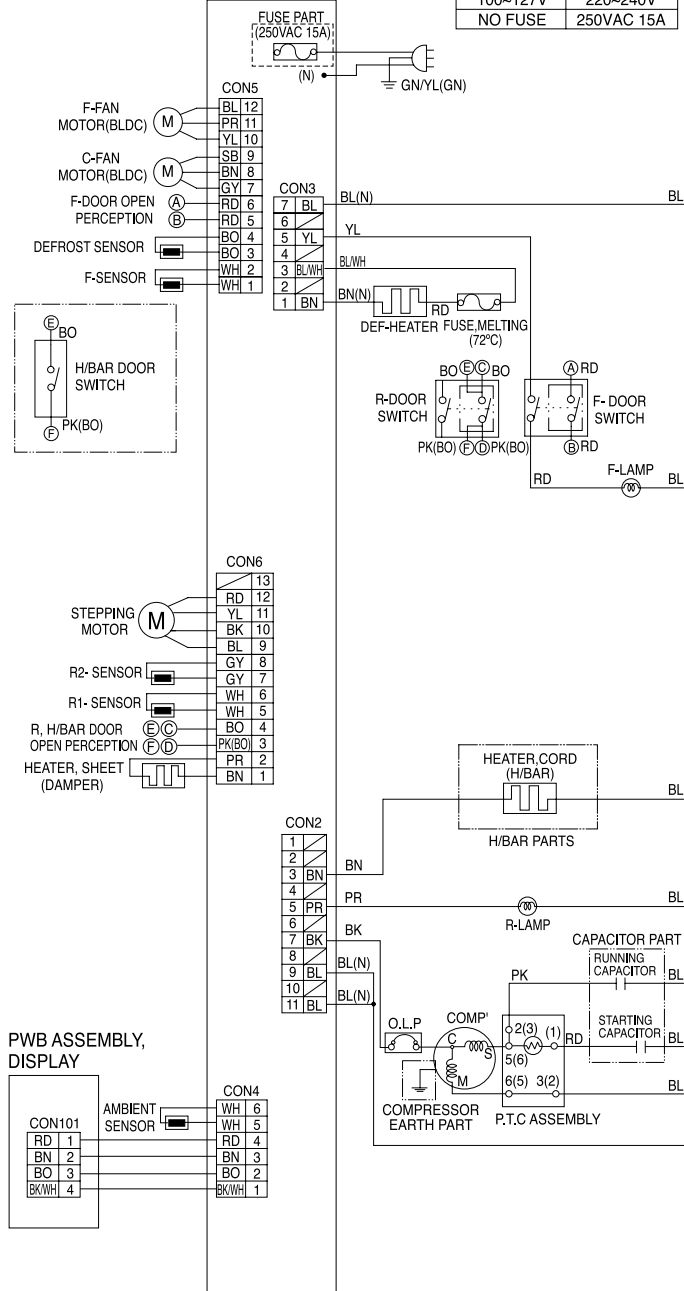 100~127V 220~240V
NO FUSE 250VAC 15A
FUSE PART
(250VAC 15A)
(N)
GN/YL(GN)
CON5
F-FAN
MOTOR(BLDC)
M
BL 12
PR 11
YL 10
C-FAN
MOTOR(BLDC)
M
SB 9
BN 8
GY 7
F-DOOR OPEN
PERCEPTION
A
B
RD 6
RD 5
DEFROST SENSOR
BO 4
BO 3
F-SENSOR
WH 2
WH 1
CON3
7 BL
6
5 YL
4
3 BL/WH
2
1 BN
BL(N)
BL
YL
BL/WH
BN(N)
DEF-HEATER
RD
FUSE,MELTING
(72°C)
E
BO
H/BAR DOOR
SWITCH
F
PK(BO)
BO E C BO
R-DOOR
SWITCH
PK(BO) F D PK(BO)
A RD
F- DOOR
SWITCH
B RD
RD
F-LAMP
BL
CON6
13
RD 12
YL 11
BK 10
BL 9
GY 8
GY 7
WH 6
WH 5
BO 4
PK(BO) 3
PR 2
BN 1
STEPPING
MOTOR
M
R2- SENSOR
R1- SENSOR
R, H/BAR DOOR E C
OPEN PERCEPTION F D
HEATER, SHEET
(DAMPER)
HEATER,CORD
(H/BAR)
BL
H/BAR PARTS
CON2
1
2
3 BN
4
5 PR
6
7 BK
8
9 BL
10
11 BL
BN
PR
BK
BL(N)
BL(N)
R-LAMP
BL
CAPACITOR PART
RUNNING
CAPACITOR
PK
BL
STARTING
CAPACITOR
RD
BL
O.L.P
COMP'
C
S
M
2(3)
(1)
5(6)
6(5) 3(2)
BL
COMPRESSOR
EARTH PART
P.T.C ASSEMBLY
PWB ASSEMBLY,
DISPLAY
CON101
RD 1
BN 2
BO 3
BK/WH 4
AMBIENT
SENSOR
CON4
WH 6
WH 5
RD 4
BN 3
BO 2
BK/WH 1